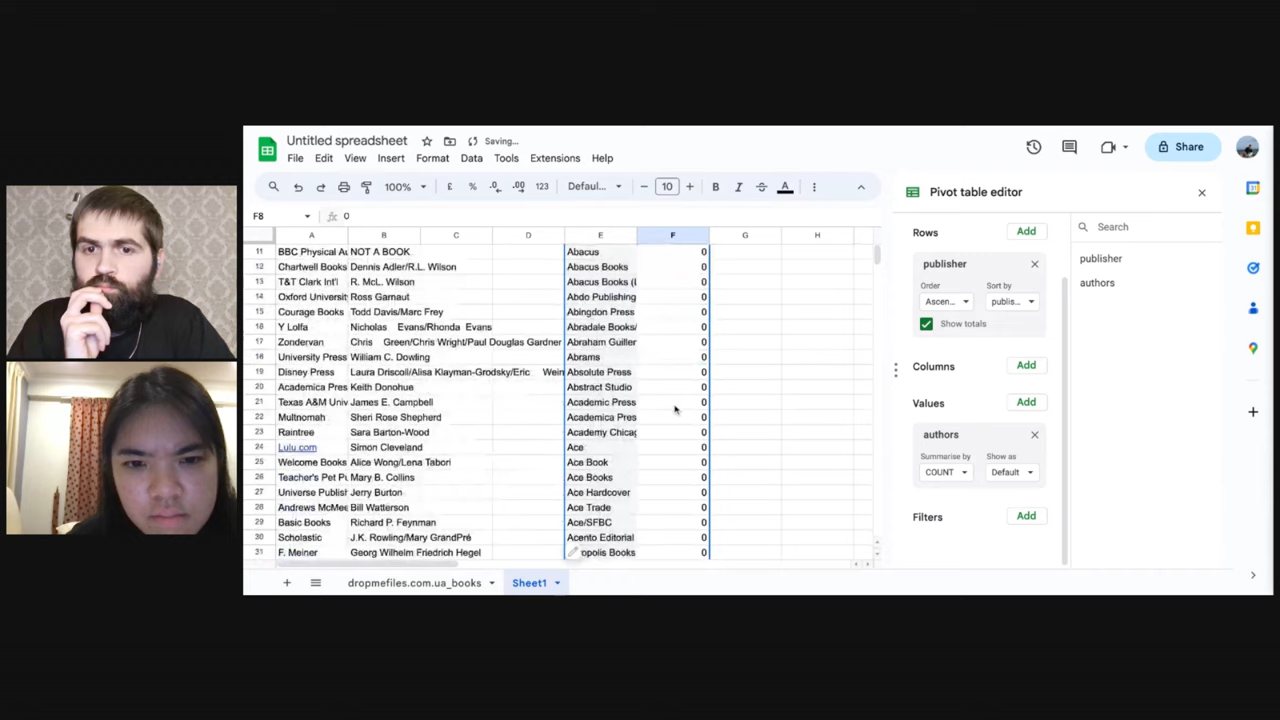 Untitled spreadsheet Saving...
File Edit View Insert Format Data Tools Extensions Help
Share
100% £ % .0 .00 123 Defaul... − 10 + B I S A
F8 fx 0
A B C D E F G H
11 BBC Physical Au NOT A BOOK Abacus 0
12 Chartwell Books Dennis Adler/R.L. Wilson Abacus Books 0
13 T&T Clark Int'l R. McL. Wilson Abacus Books (L 0
14 Oxford Universit Ross Garnaut Abdo Publishing 0
15 Courage Books Todd Davis/Marc Frey Abingdon Press 0
16 Y Lolfa Nicholas Evans/Rhonda Evans Abradale Books/ 0
17 Zondervan Chris Green/Chris Wright/Paul Douglas Gardner Abraham Guiller 0
18 University Press William C. Dowling Abrams 0
19 Disney Press Laura Driscoll/Alisa Klayman-Grodsky/Eric Wein Absolute Press 0
20 Academica Pres Keith Donohue Abstract Studio 0
21 Texas A&M Univ James E. Campbell Academic Press 0
22 Multnomah Sheri Rose Shepherd Academica Pres 0
23 Raintree Sara Barton-Wood Academy Chicag 0
24 Lulu.com Simon Cleveland Ace 0
25 Welcome Books Alice Wong/Lena Tabori Ace Book 0
26 Teacher's Pet Pu Mary B. Collins Ace Books 0
27 Universe Publish Jerry Burton Ace Hardcover 0
28 Andrews McMee Bill Watterson Ace Trade 0
29 Basic Books Richard P. Feynman Ace/SFBC 0
30 Scholastic J.K. Rowling/Mary GrandPré Acento Editorial 0
31 F. Meiner Georg Wilhelm Friedrich Hegel ropolis Books 0
dropmefiles.com.ua_books Sheet1
Pivot table editor
Rows Add
publisher
Order Sort by
Ascen... publis...
Show totals
Columns Add
Values Add
authors
Summarise by Show as
COUNT Default
Filters Add
Search
publisher
authors